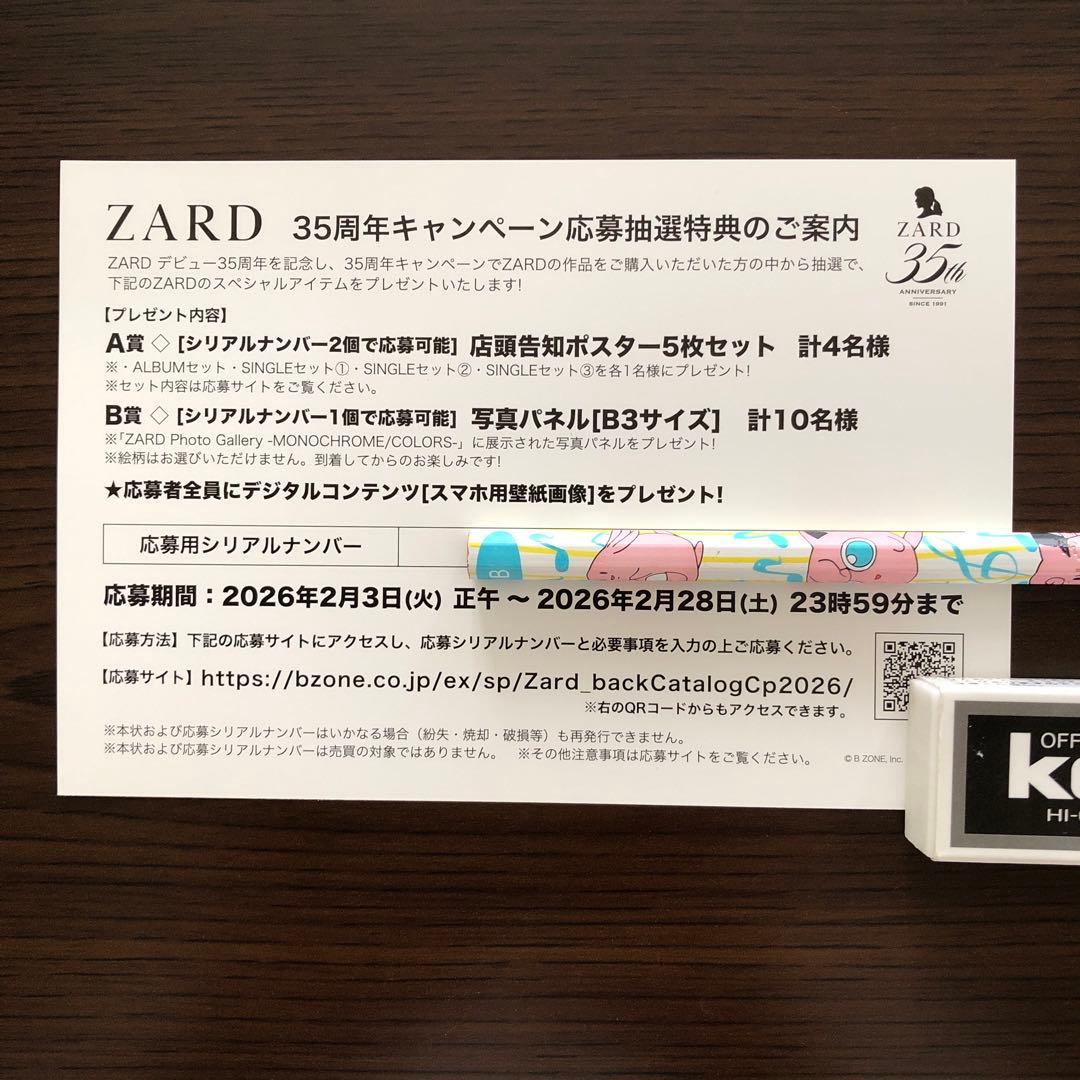 ZARD 35周年キャンペーン応募抽選特典のご案内
ZARD
35th
ANNIVERSARY
SINCE 1991
ZARD デビュー35周年を記念し、35周年キャンペーンでZARDの作品をご購入いただいた方の中から抽選で、
下記のZARDのスペシャルアイテムをプレゼントいたします!
【プレゼント内容】
A賞 ◇ [シリアルナンバー2個で応募可能] 店頭告知ポスター5枚セット 計4名様
※・ALBUMセット・SINGLEセット①・SINGLEセット②・SINGLEセット③を各1名様にプレゼント!
※セット内容は応募サイトをご覧ください。
B賞 ◇ [シリアルナンバー1個で応募可能] 写真パネル[B3サイズ] 計10名様
※「ZARD Photo Gallery -MONOCHROME/COLORS-」に展示された写真パネルをプレゼント!
※絵柄はお選びいただけません。到着してからのお楽しみです!
★応募者全員にデジタルコンテンツ[スマホ用壁紙画像]をプレゼント!
応募用シリアルナンバー
B
応募期間：2026年2月3日(火) 正午 〜 2026年2月28日(土) 23時59分まで
【応募方法】下記の応募サイトにアクセスし、応募シリアルナンバーと必要事項を入力の上ご応募ください。
【応募サイト】https://bzone.co.jp/ex/sp/Zard_backCatalogCp2026/
※右のQRコードからもアクセスできます。
※本状および応募シリアルナンバーはいかなる場合（紛失・焼却・破損等）も再発行できません。
※本状および応募シリアルナンバーは売買の対象ではありません。 ※その他注意事項は応募サイトをご覧ください。
© B ZONE, Inc.
OFF
HI-